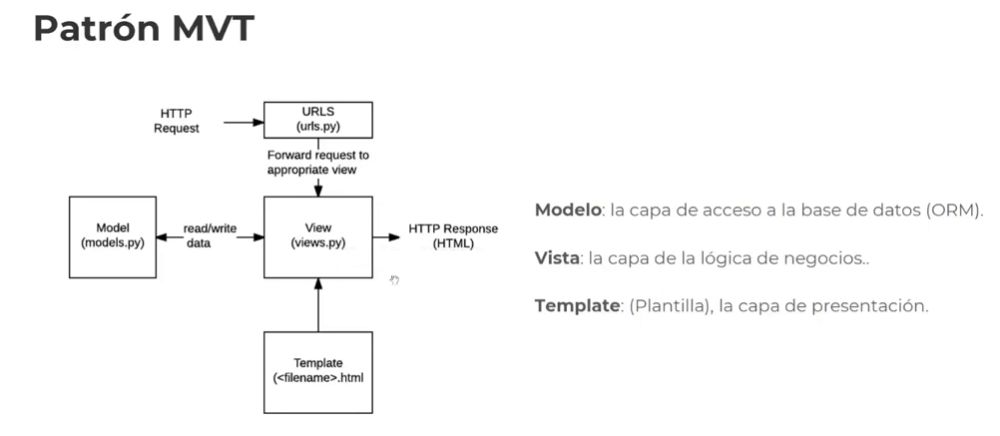 Patrón MVT
HTTP
Request
URLS
(urls.py)
Forward request to
appropriate view
Model
(models.py)
read/write
data
View
(views.py)
HTTP Response
(HTML)
Template
(<filename>.html
Modelo: la capa de acceso a la base de datos (ORM).
Vista: la capa de la lógica de negocios..
Template: (Plantilla), la capa de presentación.